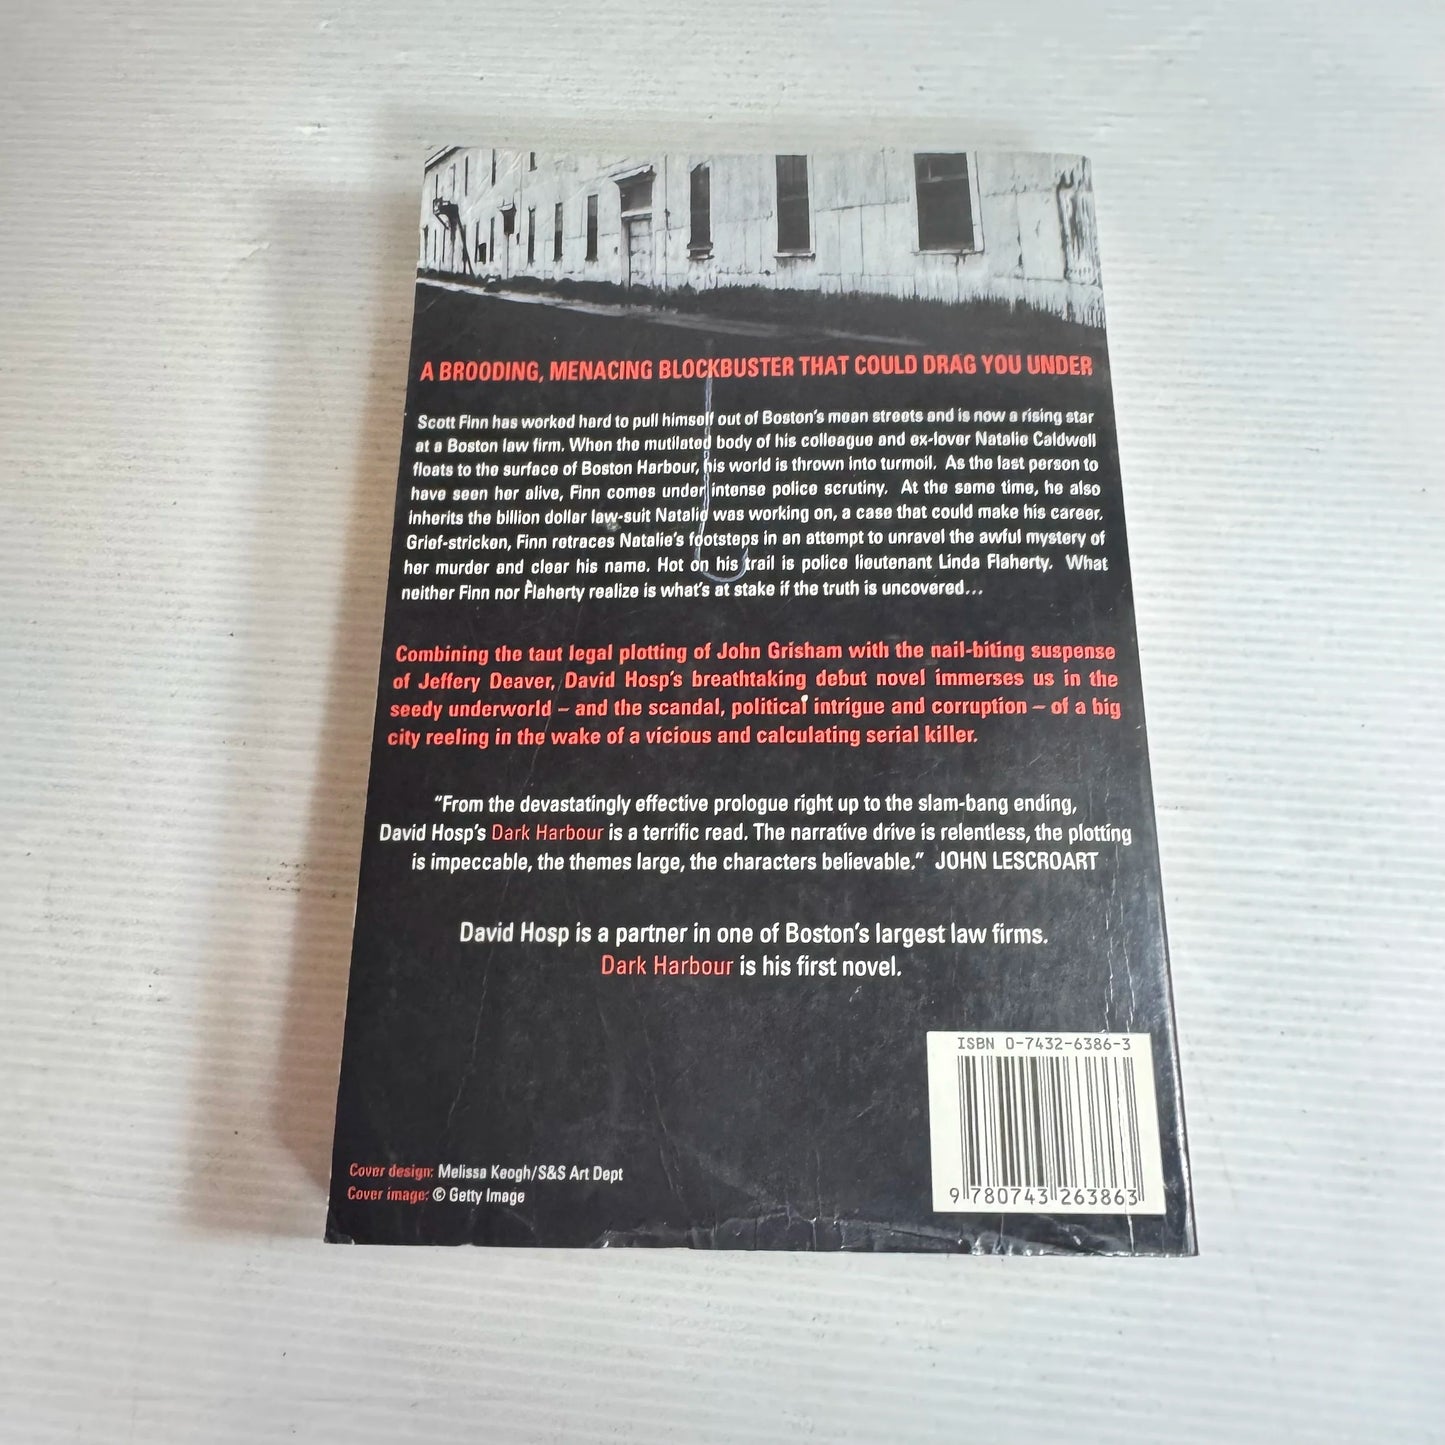 A BROODING, MENACING BLOCKBUSTER THAT COULD DRAG YOU UNDER
Scott Finn has worked hard to pull himself out of Boston's mean streets and is now a rising star
at a Boston law firm. When the mutilated body of his colleague and ex-lover Natalie Caldwell
floats to the surface of Boston Harbour, his world is thrown into turmoil. As the last person to
have seen her alive, Finn comes under intense police scrutiny. At the same time, he also
inherits the billion dollar law-suit Natalie was working on, a case that could make his career.
Grief-stricken, Finn retraces Natalie's footsteps in an attempt to unravel the awful mystery of
her murder and clear his name. Hot on his trail is police lieutenant Linda Flaherty. What
neither Finn nor Flaherty realize is what's at stake if the truth is uncovered...
Combining the taut legal plotting of John Grisham with the nail-biting suspense
of Jeffery Deaver, David Hosp's breathtaking debut novel immerses us in the
seedy underworld – and the scandal, political intrigue and corruption – of a big
city reeling in the wake of a vicious and calculating serial killer.
"From the devastatingly effective prologue right up to the slam-bang ending,
David Hosp's Dark Harbour is a terrific read. The narrative drive is relentless, the plotting
is impeccable, the themes large, the characters believable." JOHN LESCROART
David Hosp is a partner in one of Boston's largest law firms.
Dark Harbour is his first novel.
ISBN 0-7432-6386-3
9 780743 263863
Cover design: Melissa Keogh/S&S Art Dept
Cover image: © Getty Image